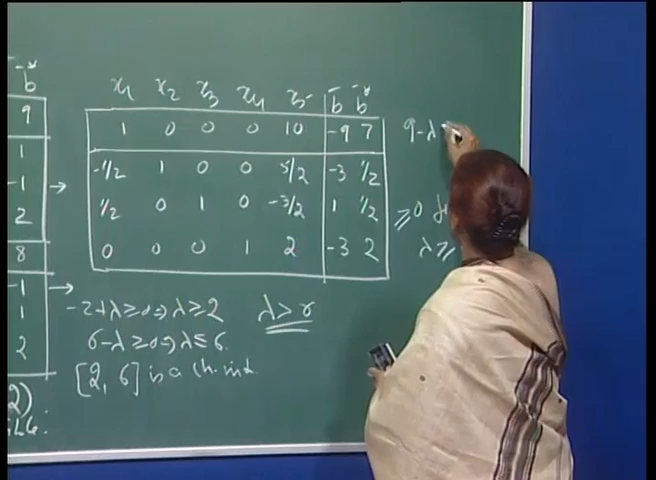 b̄*
9
1
-1
2
8
-1
1
2
2)
x₁ x₂ x₃ x₄ x₅ b̄ b̄*
1 0 0 0 10 -9 7
-1/2 1 0 0 5/2 -3 1/2
1/2 0 1 0 -3/2 1 1/2
0 0 0 1 2 -3 2
9-λ
≥0
λ≥
-2+λ≥0⇒λ≥2
6-λ≥0⇒λ≤6
[2, 6] is a ch. int.
λ>